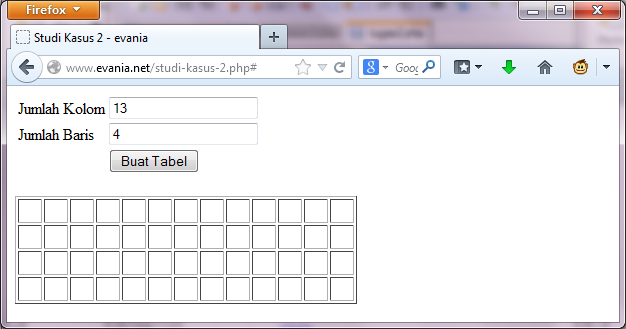 Firefox
Studi Kasus 2 - evania
www.evania.net/studi-kasus-2.php#
Goo
Jumlah Kolom 13
Jumlah Baris 4
Buat Tabel